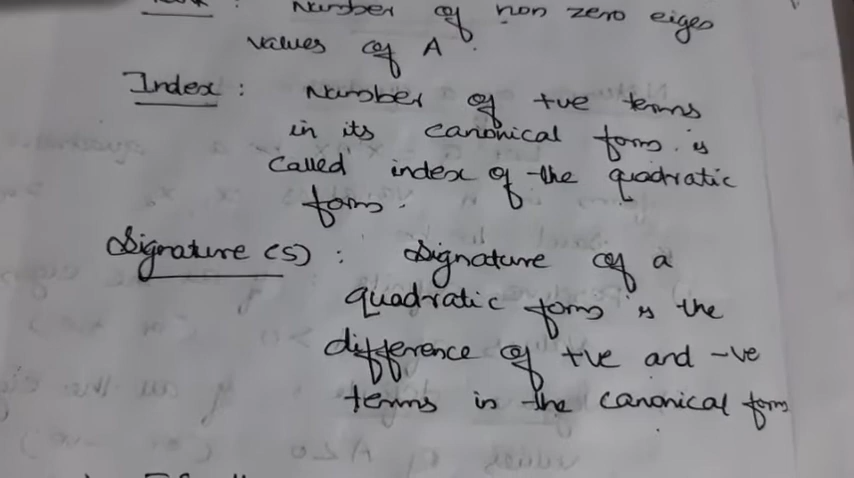 : Number of non zero eigen
values of A.
Index : Number of +ve terms
in its canonical form is
called index of the quadratic
form.
Signature (S) : Signature of a
quadratic form is the
difference of +ve and -ve
terms in the canonical form